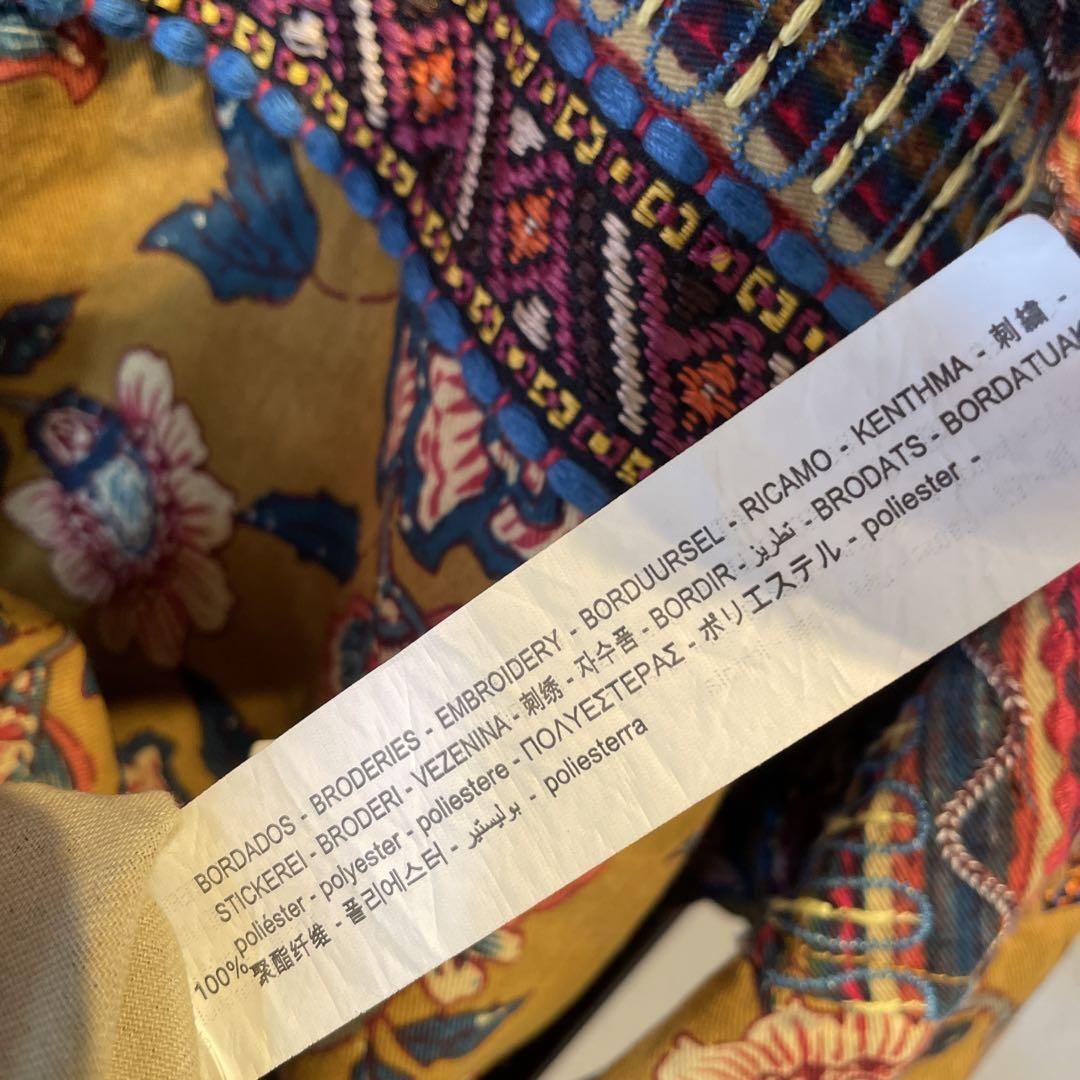 BORDADOS - BRODERIES - EMBROIDERY - BORDUURSEL - RICAMO - KENTHMA - 刺繍 -
STICKEREI - BRODERI - VEZENINA - 刺绣 - 자수품 - BORDIR - تطريز - BRODATS - BORDATUAK
100% poliéster - polyester - poliestere - ΠΟΛΥΕΣΤΕΡΑΣ - ポリエステル - poliester -
聚酯纤维 - 폴리에스터 - بوليستير - poliesterra